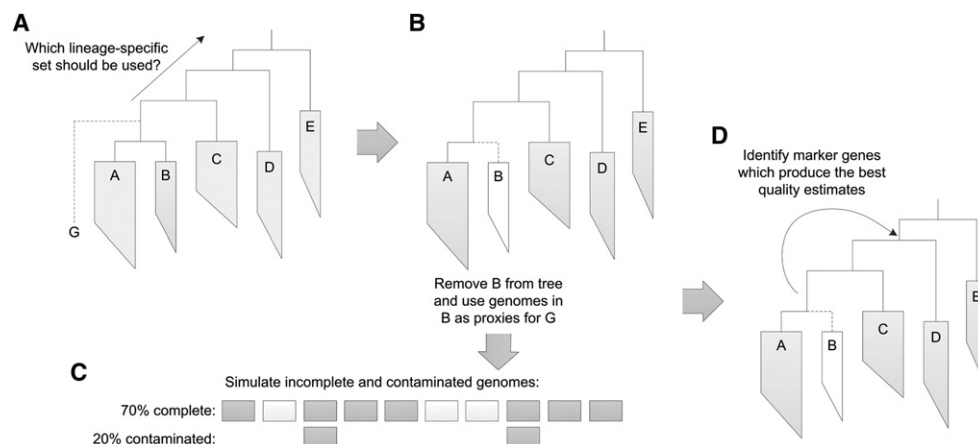 A
Which lineage-specific
set should be used?
A
B
C
D
E
G
B
A
B
C
D
E
Remove B from tree
and use genomes in
B as proxies for G
C
Simulate incomplete and contaminated genomes:
70% complete:
20% contaminated:
D
Identify marker genes
which produce the best
quality estimates
A
B
C
D
E